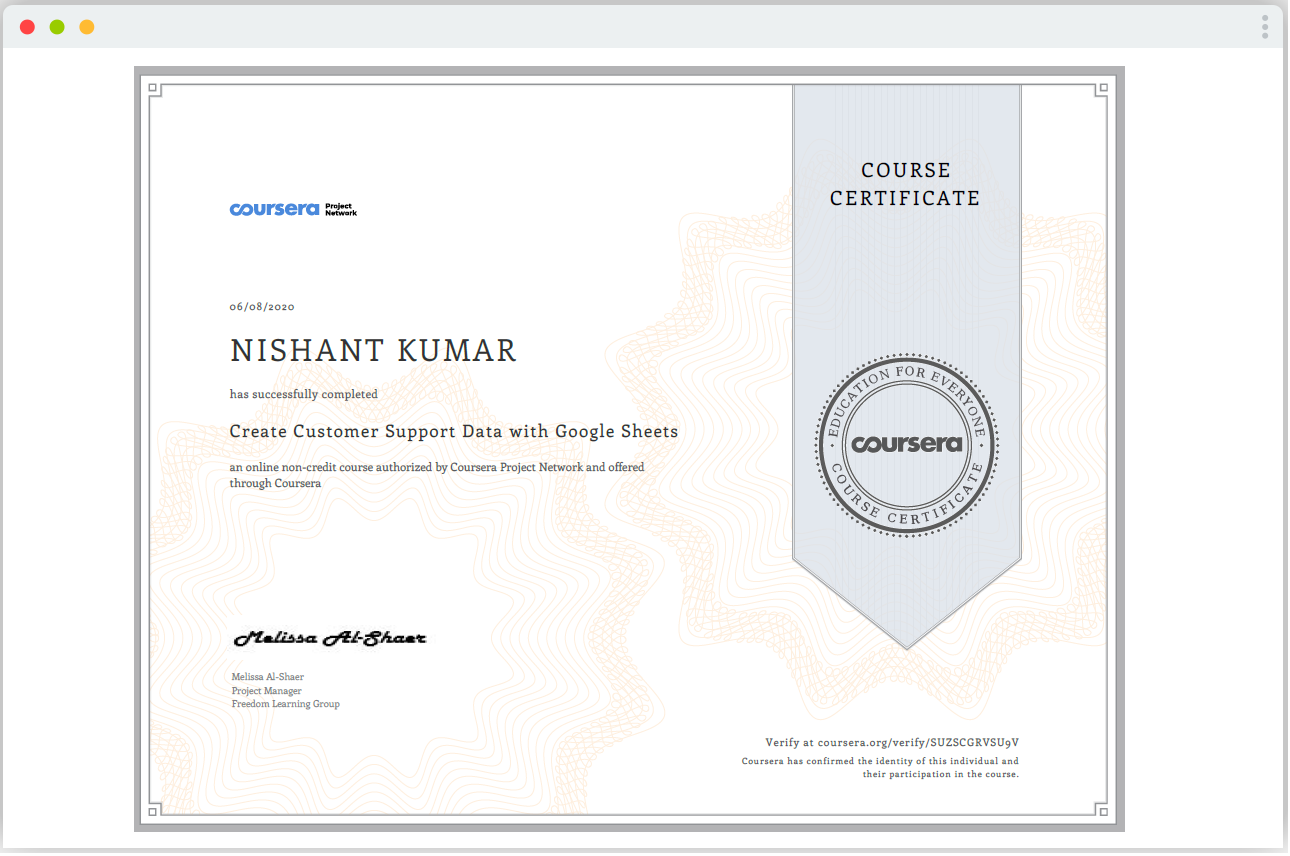 coursera Project Network
COURSE
CERTIFICATE
06/08/2020
NISHANT KUMAR
has successfully completed
Create Customer Support Data with Google Sheets
an online non-credit course authorized by Coursera Project Network and offered
through Coursera
EDUCATION FOR EVERYONE
coursera
COURSE CERTIFICATE
Melissa Al-Shaer
Melissa Al-Shaer
Project Manager
Freedom Learning Group
Verify at coursera.org/verify/SUZSCGRVSU9V
Coursera has confirmed the identity of this individual and
their participation in the course.